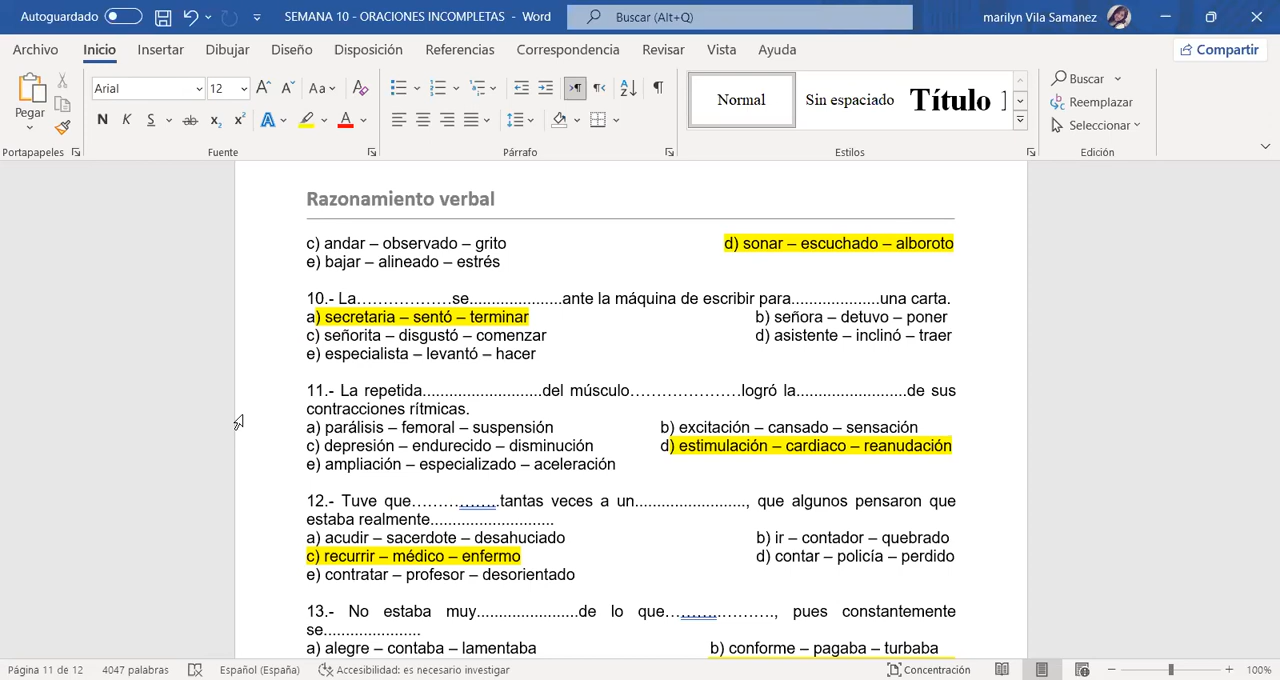 Autoguardado
SEMANA 10 - ORACIONES INCOMPLETAS - Word
Buscar (Alt+Q)
marilyn Vila Samanez
Archivo Inicio Insertar Dibujar Diseño Disposición Referencias Correspondencia Revisar Vista Ayuda Compartir
Pegar
Arial 12
N K S
Normal Sin espaciado Título 1
Buscar
Reemplazar
Seleccionar
Portapapeles Fuente Párrafo Estilos Edición
Razonamiento verbal
c) andar – observado – grito d) sonar – escuchado – alboroto
e) bajar – alineado – estrés
10.- La………………se.....................ante la máquina de escribir para....................una carta.
a) secretaria – sentó – terminar b) señora – detuvo – poner
c) señorita – disgustó – comenzar d) asistente – inclinó – traer
e) especialista – levantó – hacer
11.- La repetida...........................del músculo…………………logró la.........................de sus
contracciones rítmicas.
a) parálisis – femoral – suspensión b) excitación – cansado – sensación
c) depresión – endurecido – disminución d) estimulación – cardiaco – reanudación
e) ampliación – especializado – aceleración
12.- Tuve que……….........tantas veces a un........................., que algunos pensaron que
estaba realmente............................
a) acudir – sacerdote – desahuciado b) ir – contador – quebrado
c) recurrir – médico – enfermo d) contar – policía – perdido
e) contratar – profesor – desorientado
13.- No estaba muy.......................de lo que….........………., pues constantemente
se......................
a) alegre – contaba – lamentaba b) conforme – pagaba – turbaba
Página 11 de 12 4047 palabras Español (España) Accesibilidad: es necesario investigar Concentración 100%